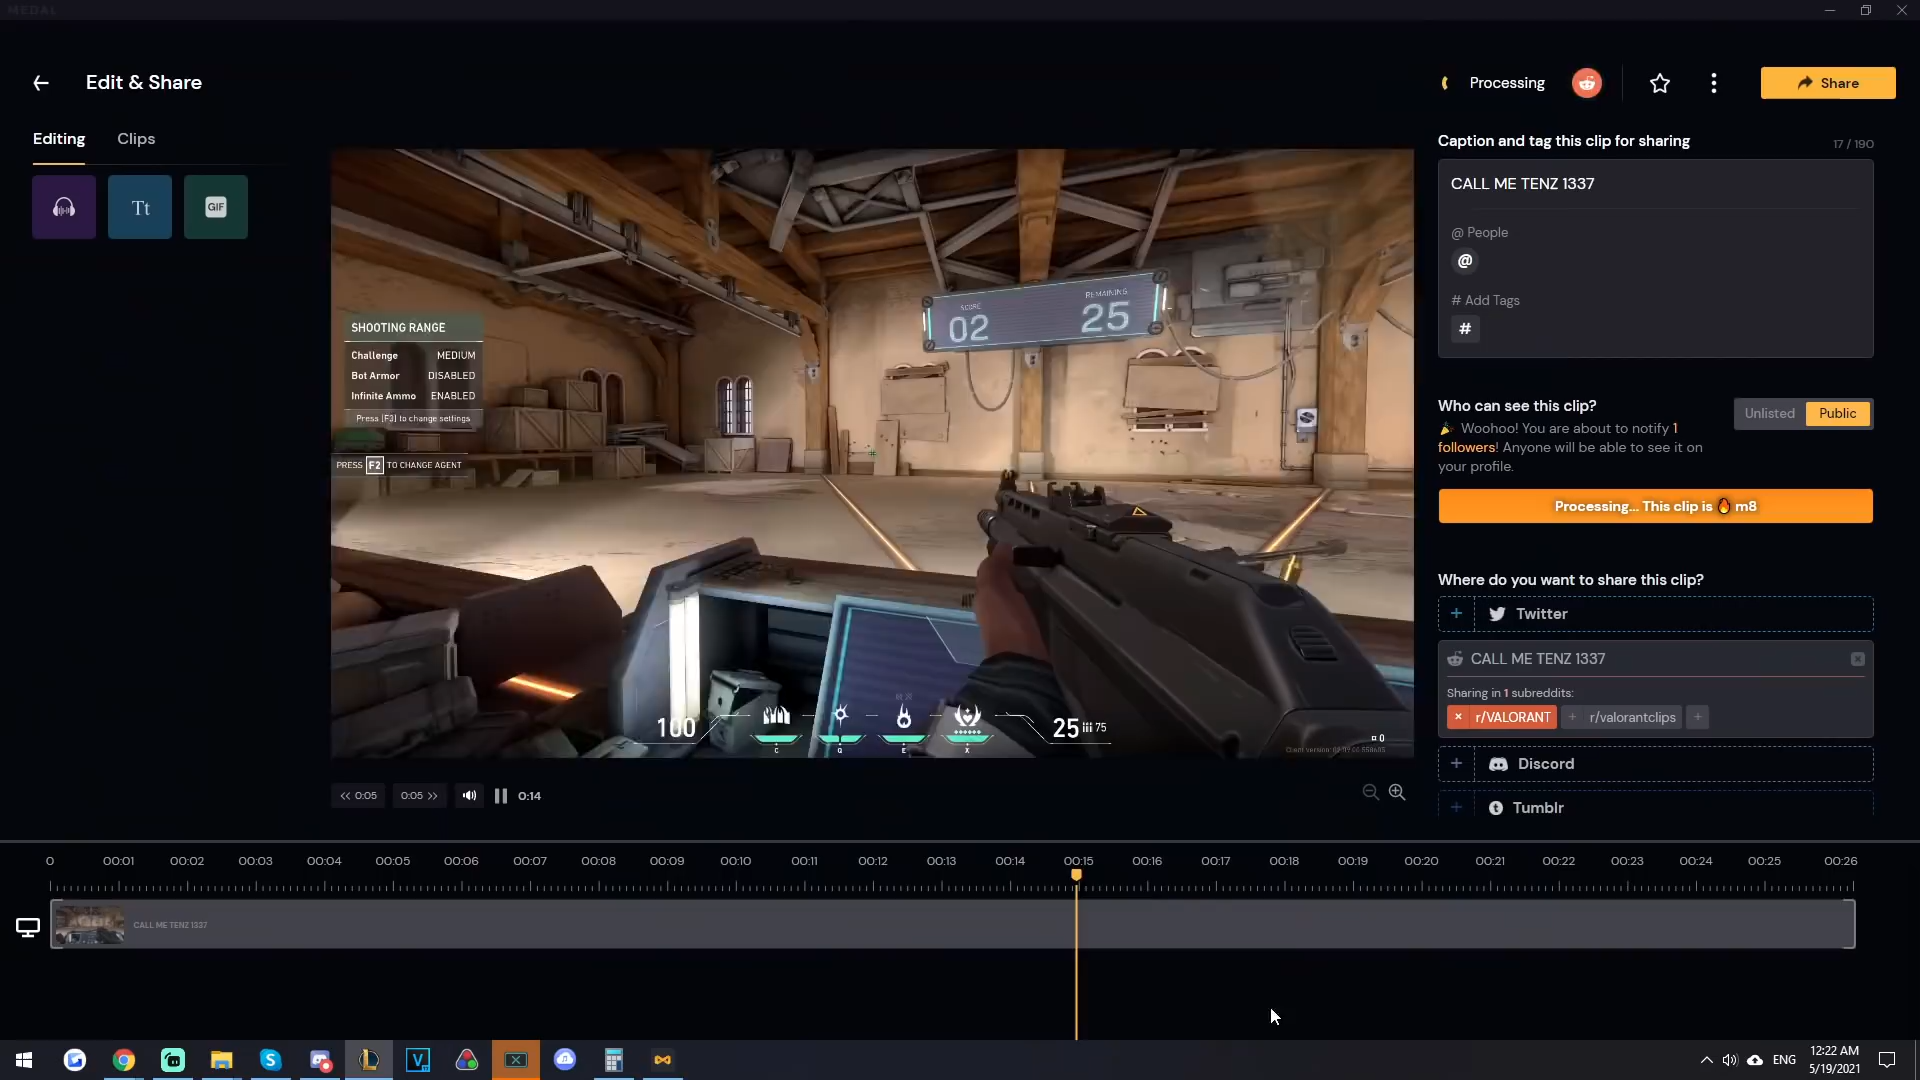 MEDAL
Edit & Share
Processing
Share
Editing
Clips
Tt
GIF
SHOOTING RANGE
Challenge MEDIUM
Bot Armor DISABLED
Infinite Ammo ENABLED
Press [F3] to change settings
PRESS F2 TO CHANGE AGENT
SCORE
02
REMAINING
25
100
C
Q
E
X
25 75
0
<< 0:05
0:05 >>
0:14
Caption and tag this clip for sharing
17 / 190
CALL ME TENZ 1337
@ People
@
# Add Tags
#
Who can see this clip?
Unlisted
Public
Woohoo! You are about to notify 1
followers! Anyone will be able to see it on
your profile.
Processing... This clip is 🔥 m8
Where do you want to share this clip?
+ Twitter
CALL ME TENZ 1337
Sharing in 1 subreddits:
× r/VALORANT + r/valorantclips +
+ Discord
+ Tumblr
0 00:01 00:02 00:03 00:04 00:05 00:06 00:07 00:08 00:09 00:10 00:11 00:12 00:13 00:14 00:15 00:16 00:17 00:18 00:19 00:20 00:21 00:22 00:23 00:24 00:25 00:26
CALL ME TENZ 1337
ENG
12:22 AM
5/19/2021